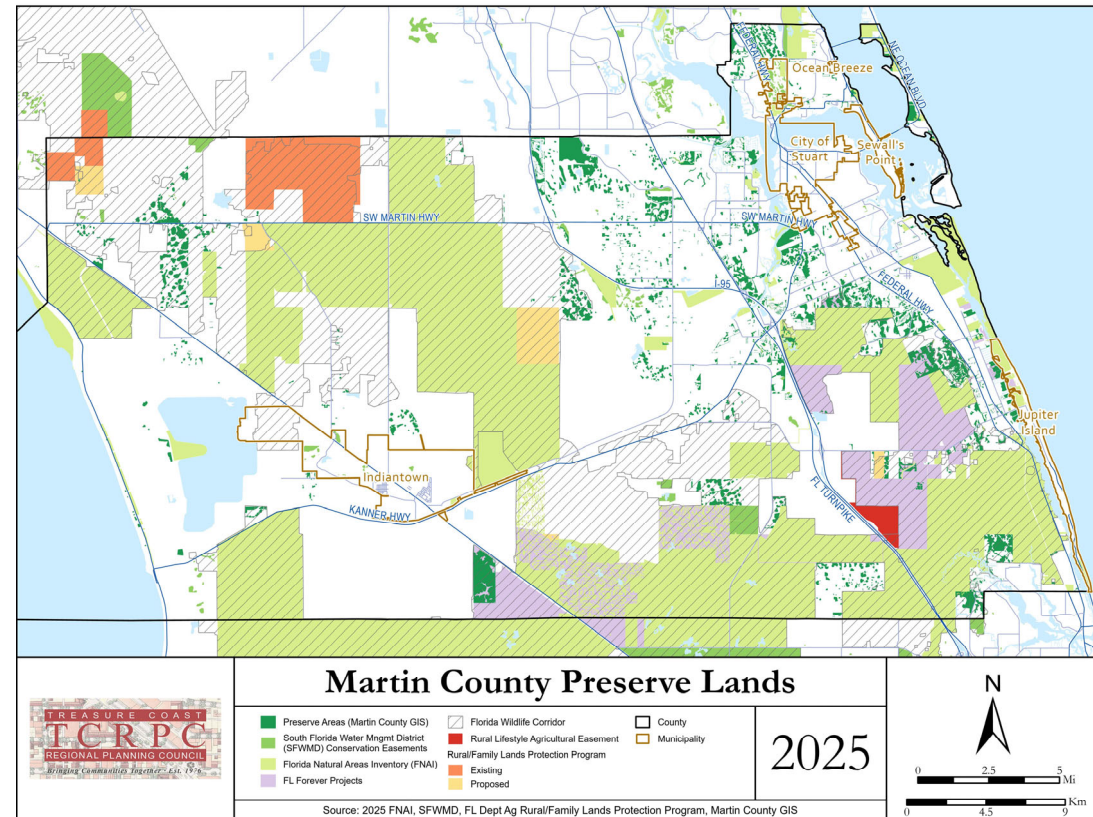 FEDERAL HWY
NE OCEAN BLVD
Ocean Breeze
City of
Stuart
Sewall's
Point
SW MARTIN HWY
SW MARTIN HWY
I-95
FEDERAL HWY
Jupiter
Island
Indiantown
KANNER HWY
FL TURNPIKE
TREASURE COAST
TCRPC
REGIONAL PLANNING COUNCIL
Bringing Communities Together · Est. 1976
Martin County Preserve Lands
Preserve Areas (Martin County GIS)
South Florida Water Mngmt District
(SFWMD) Conservation Easements
Florida Natural Areas Inventory (FNAI)
FL Forever Projects
Florida Wildlife Corridor
Rural Lifestyle Agricultural Easement
Rural/Family Lands Protection Program
Existing
Proposed
County
Municipality
2025
N
0 2.5 5
Mi
Km
0 4.5 9
Source: 2025 FNAI, SFWMD, FL Dept Ag Rural/Family Lands Protection Program, Martin County GIS